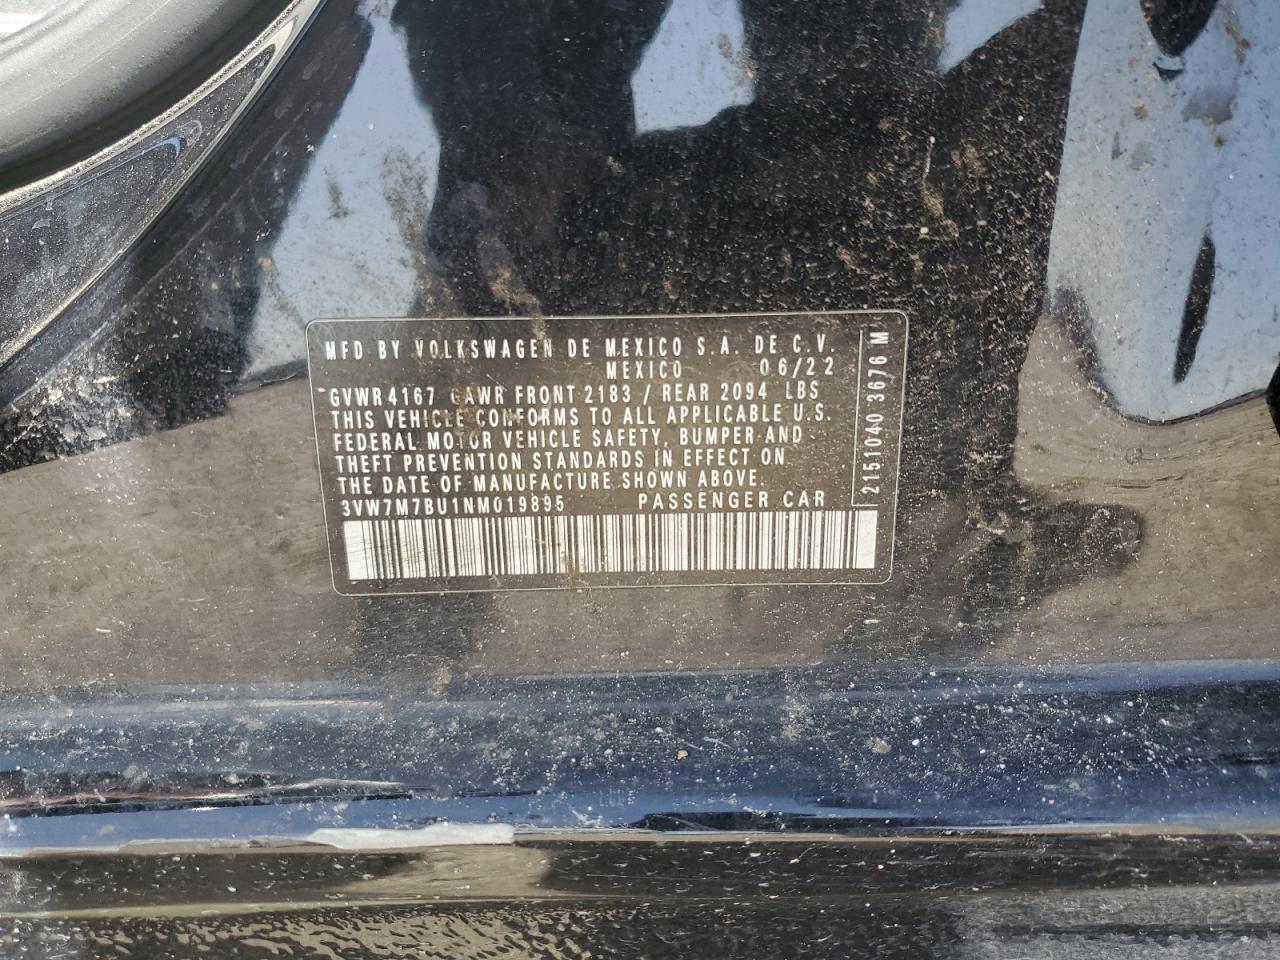 MFD BY VOLKSWAGEN DE MEXICO S.A. DE C.V.
MEXICO 06/22
GVWR 4167 GAWR FRONT 2183 / REAR 2094 LBS
THIS VEHICLE CONFORMS TO ALL APPLICABLE U.S.
FEDERAL MOTOR VEHICLE SAFETY, BUMPER AND
THEFT PREVENTION STANDARDS IN EFFECT ON
THE DATE OF MANUFACTURE SHOWN ABOVE.
3VW7M7BU1NM019895 PASSENGER CAR
2151040 3676 M